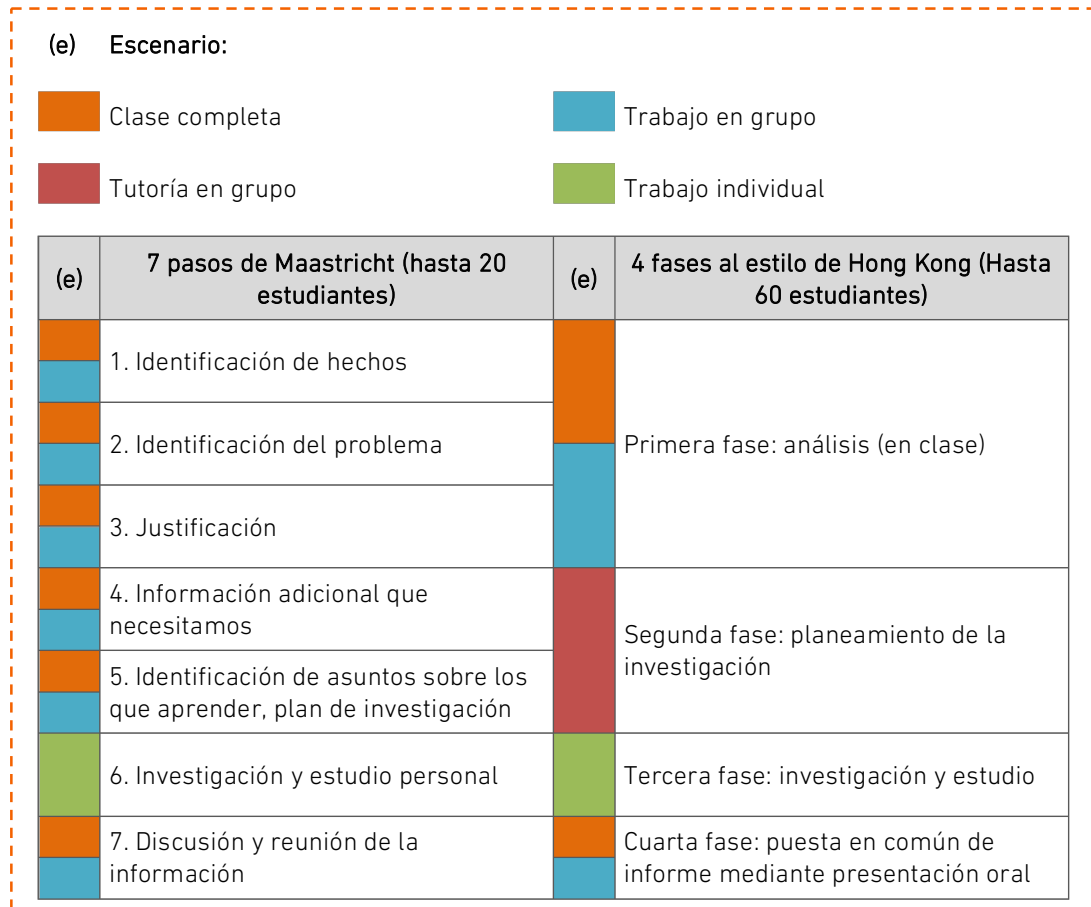 (e) Escenario:
Clase completa
Trabajo en grupo
Tutoría en grupo
Trabajo individual
(e)
7 pasos de Maastricht (hasta 20
estudiantes)
(e)
4 fases al estilo de Hong Kong (Hasta
60 estudiantes)
1. Identificación de hechos
2. Identificación del problema
3. Justificación
Primera fase: análisis (en clase)
4. Información adicional que
necesitamos
5. Identificación de asuntos sobre los
que aprender, plan de investigación
Segunda fase: planeamiento de la
investigación
6. Investigación y estudio personal
Tercera fase: investigación y estudio
7. Discusión y reunión de la
información
Cuarta fase: puesta en común de
informe mediante presentación oral